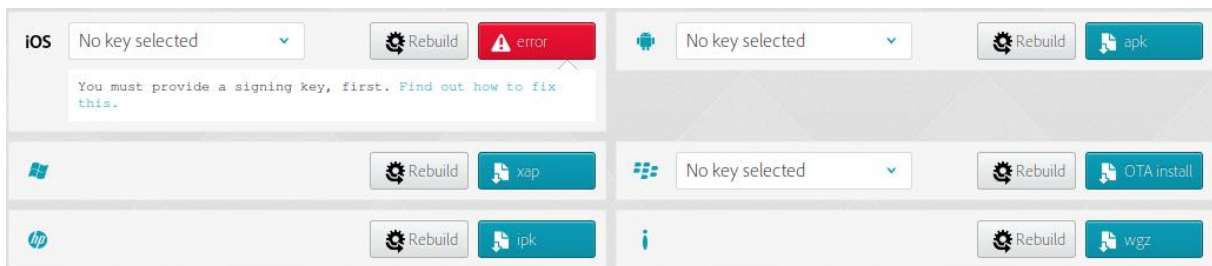 iOS No key selected Rebuild error
No key selected Rebuild apk
You must provide a signing key, first. Find out how to fix
this.
Rebuild xap
No key selected Rebuild OTA install
hp Rebuild ipk
Rebuild wgz